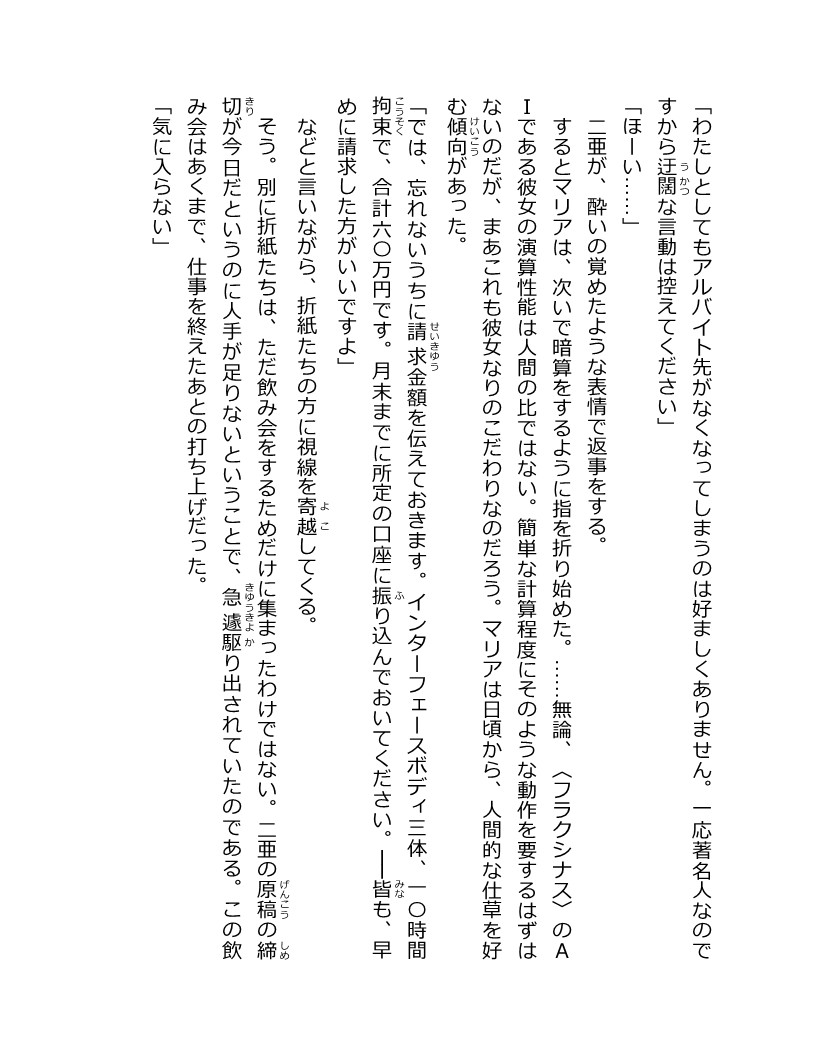 「わたしとしてもアルバイト先がなくなってしまうのは好ましくありません。一応著名人なので
すから迂闊な言動は控えてください」
「ほーい……」
二亜が、酔いの覚めたような表情で返事をする。
するとマリアは、次いで暗算をするように指を折り始めた。……無論、〈フラクシナス〉のA
Iである彼女の演算性能は人間の比ではない。簡単な計算程度にそのような動作を要するはずは
ないのだが、まあこれも彼女なりのこだわりなのだろう。マリアは日頃から、人間的な仕草を好
む傾向があった。
「では、忘れないうちに請求金額を伝えておきます。インターフェースボディ三体、一〇時間
拘束で、合計六〇万円です。月末までに所定の口座に振り込んでおいてください。――皆も、早
めに請求した方がいいですよ」
などと言いながら、折紙たちの方に視線を寄越してくる。
そう。別に折紙たちは、ただ飲み会をするためだけに集まったわけではない。二亜の原稿の締
切が今日だというのに人手が足りないということで、急遽駆り出されていたのである。この飲
み会はあくまで、仕事を終えたあとの打ち上げだった。
「気に入らない」